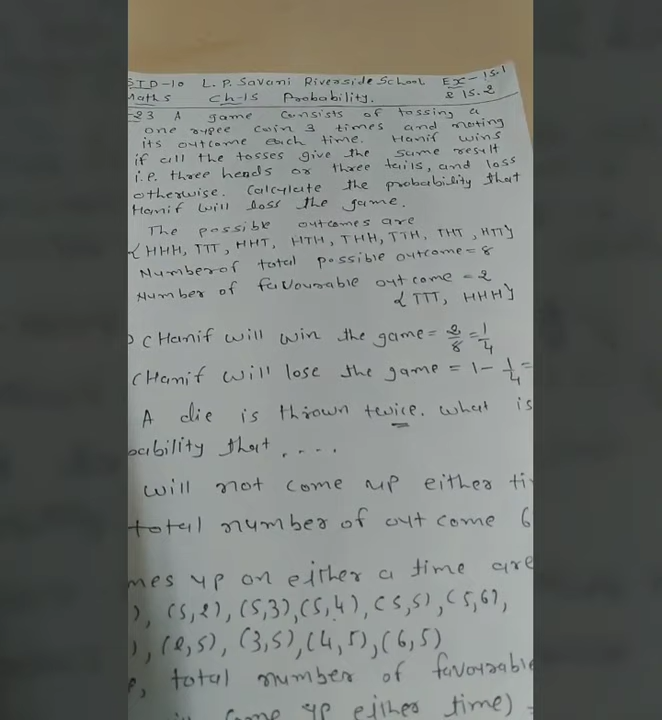 STD-10 L. P. Savani Riverside School Ex-15.1
Maths Ch-15 Probability. & 15.2
23 A game consists of tossing a
one rupee coin 3 times and noting
its outcome each time. Hanif wins
if all the tosses give the same result
i.e. three heads or three tails, and loss
otherwise. Calculate the probability that
Hanif will loss the game.
The possible outcomes are
{HHH, TTT, HHT, HTH, THH, TTH, THT, HTT}
Number of total possible outcome = 8
Number of favourable outcome = 2
{TTT, HHH}
(Hanif will win the game = 2/8 = 1/4
(Hanif will lose the game = 1 - 1/4 =
A die is thrown twice. what is
bability that ....
will not come up either ti
total number of out come 6
mes up on either a time are
), (5,2), (5,3), (5,4), (5,5), (5,6),
), (2,5), (3,5), (4,5), (6,5)
, total number of favourable
come up either time) =